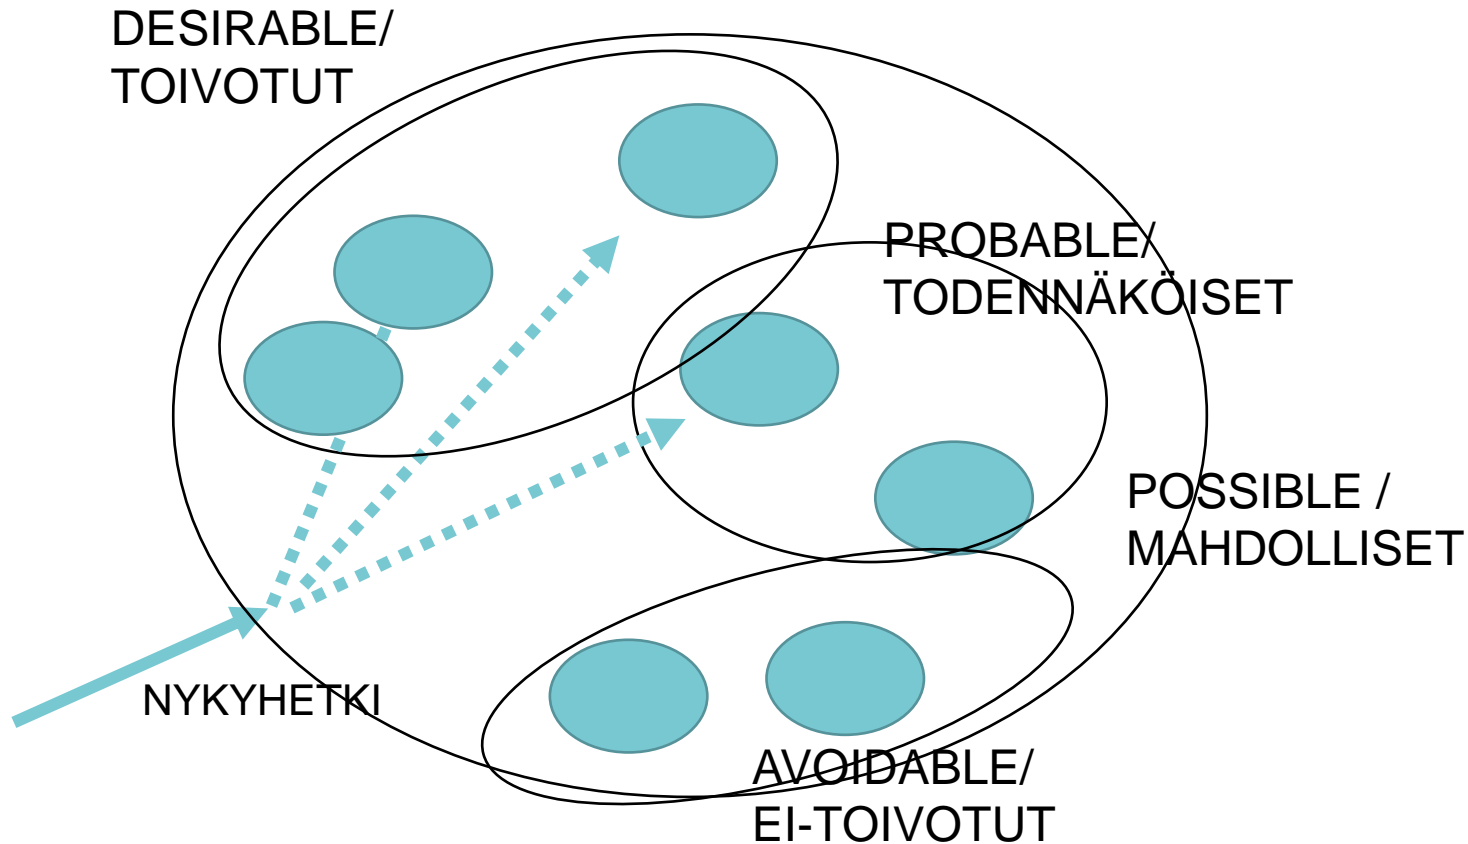 DESIRABLE/
TOIVOTUT
PROBABLE/
TODENNÄKÖISET
POSSIBLE /
MAHDOLLISET
NYKYHETKI
AVOIDABLE/
EI-TOIVOTUT